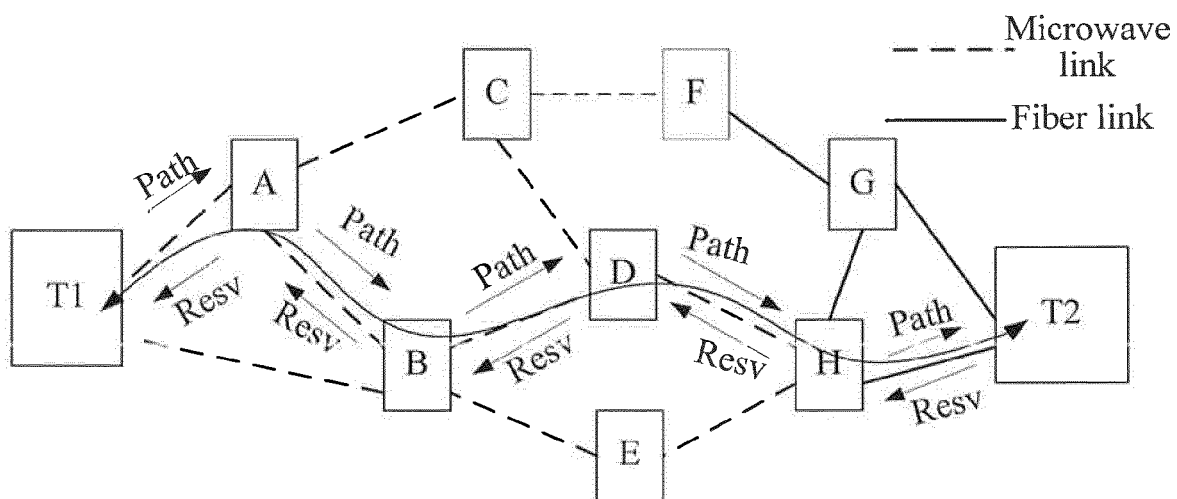 Microwave
link
Fiber link
C
F
Path
A
G
Path
Path
D
Path
T1
Resv
Resv
Path
T2
B
Resv
Resv
H
Resv
E